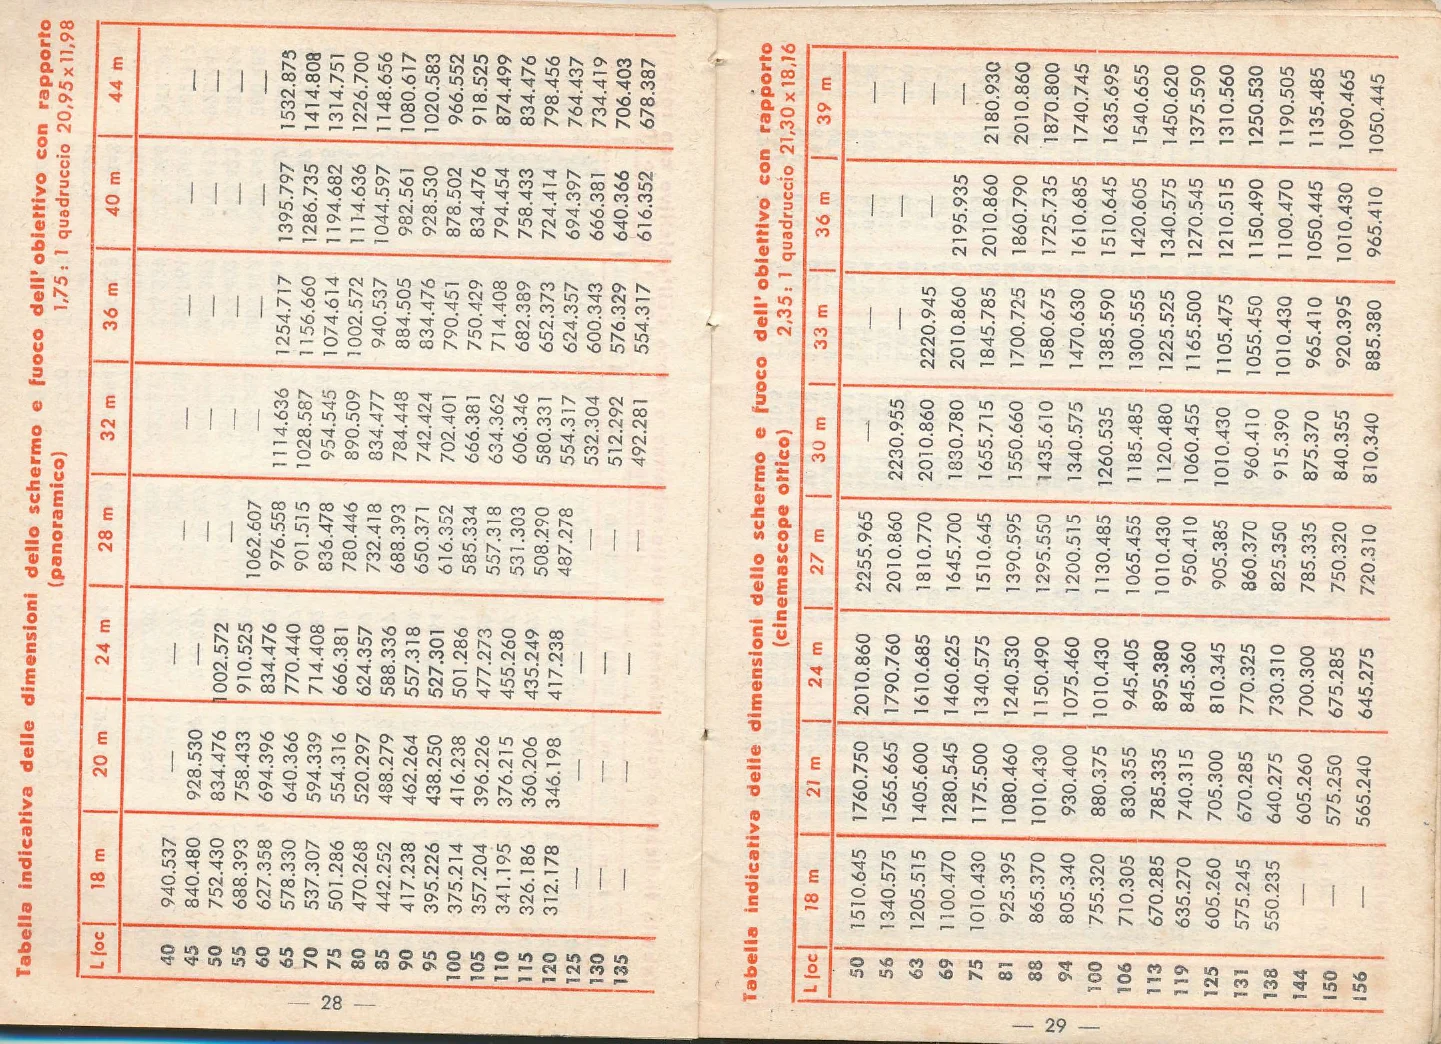 Tabella indicativa delle dimensioni dello schermo e fuoco dell' obiettivo con rapporto
(panoramico) 1,75 : 1 quadruccio 20,95 x 11,98
L foc 18 m 20 m 24 m 28 m 32 m 36 m 40 m 44 m
40 940.537 — — — — — — —
45 840.480 928.530 — — — — — —
50 752.430 834.476 1002.572 — — — — —
55 688.393 758.433 910.525 1062.607 — — — —
60 627.358 694.396 834.476 976.558 1114.636 1254.717 1395.797 1532.875
65 578.330 640.366 770.440 901.515 1028.587 1156.660 1286.735 1414.808
70 537.307 594.339 714.408 836.478 954.545 1074.614 1194.682 1314.751
75 501.286 554.316 666.381 780.446 890.509 1002.572 1114.636 1226.700
80 470.268 520.297 624.357 732.418 834.477 940.537 1044.597 1148.656
85 442.252 488.279 588.336 688.393 784.448 884.505 982.561 1080.617
90 417.238 462.264 557.318 650.371 742.424 834.476 928.530 1020.583
95 395.226 438.250 527.301 616.352 702.401 790.451 878.502 966.552
100 375.214 416.238 501.286 585.334 666.381 750.429 834.476 918.525
105 357.204 396.226 477.273 557.318 634.362 714.408 794.454 874.499
110 341.195 376.215 455.260 531.303 606.346 682.389 758.433 834.476
115 326.186 360.206 435.249 508.290 580.331 652.373 724.414 798.456
120 312.178 346.198 417.238 487.278 554.317 624.357 694.397 764.437
125 — — — — 532.304 600.343 666.381 734.419
130 — — — — 512.292 576.329 640.366 706.403
135 — — — — 492.281 554.317 616.352 678.387
— 28 —
Tabella indicativa delle dimensioni dello schermo e fuoco dell' obiettivo con rapporto
(cinemascope ottico) 2,35 : 1 quadruccio 21,30 x 18,16
L foc 18 m 21 m 24 m 27 m 30 m 33 m 36 m 39 m
50 1510.645 1760.750 2010.860 2255.965 — — — —
56 1340.575 1565.665 1790.760 2010.860 2230.955 — — —
63 1205.515 1405.600 1610.685 1810.770 2010.860 2220.945 —
69 1100.470 1280.545 1460.625 1645.700 1830.780 2010.860 2195.935 —
75 1010.430 1175.500 1340.575 1510.645 1655.715 1845.785 2010.860 2180.930
81 925.395 1080.460 1240.530 1390.595 1550.660 1700.725 1860.790 2010.860
88 865.370 1010.430 1150.490 1295.550 1435.610 1580.675 1725.735 1870.800
94 805.340 930.400 1075.460 1200.515 1340.575 1470.630 1610.685 1740.745
100 755.320 880.375 1010.430 1130.485 1260.535 1385.590 1510.645 1635.695
106 710.305 830.355 945.405 1065.455 1185.485 1300.555 1420.605 1540.655
113 670.285 785.335 895.380 1010.430 1120.480 1225.525 1340.575 1450.620
119 635.270 740.315 845.360 950.410 1060.455 1165.500 1270.545 1375.590
125 605.260 705.300 810.345 905.385 1010.430 1105.475 1210.515 1310.560
131 575.245 670.285 770.325 860.370 960.410 1055.450 1150.490 1250.530
138 550.235 640.275 730.310 825.350 915.390 1010.430 1100.470 1190.505
144 — 605.260 700.300 785.335 875.370 965.410 1050.445 1135.485
150 — 575.250 675.285 750.320 840.355 920.395 1010.430 1090.465
156 — 565.240 645.275 720.310 810.340 885.380 965.410 1050.445
— 29 —